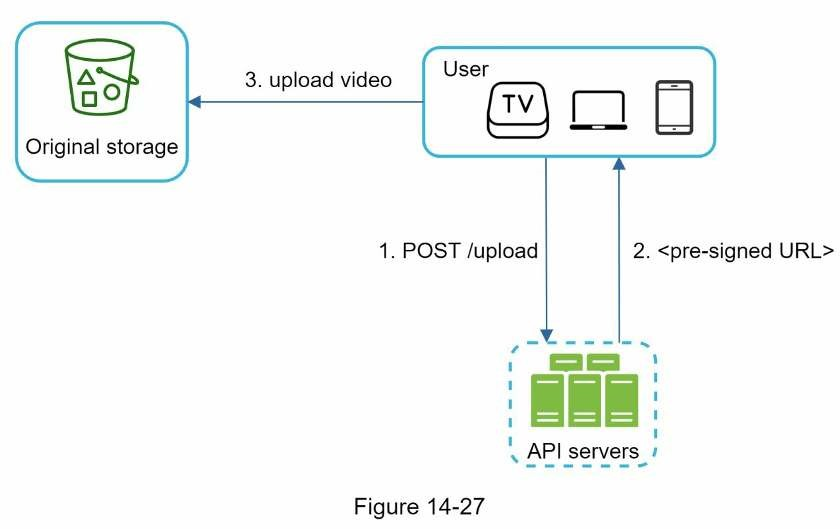 3. upload video
User
TV
Original storage
1. POST /upload
2. <pre-signed URL>
API servers
Figure 14-27